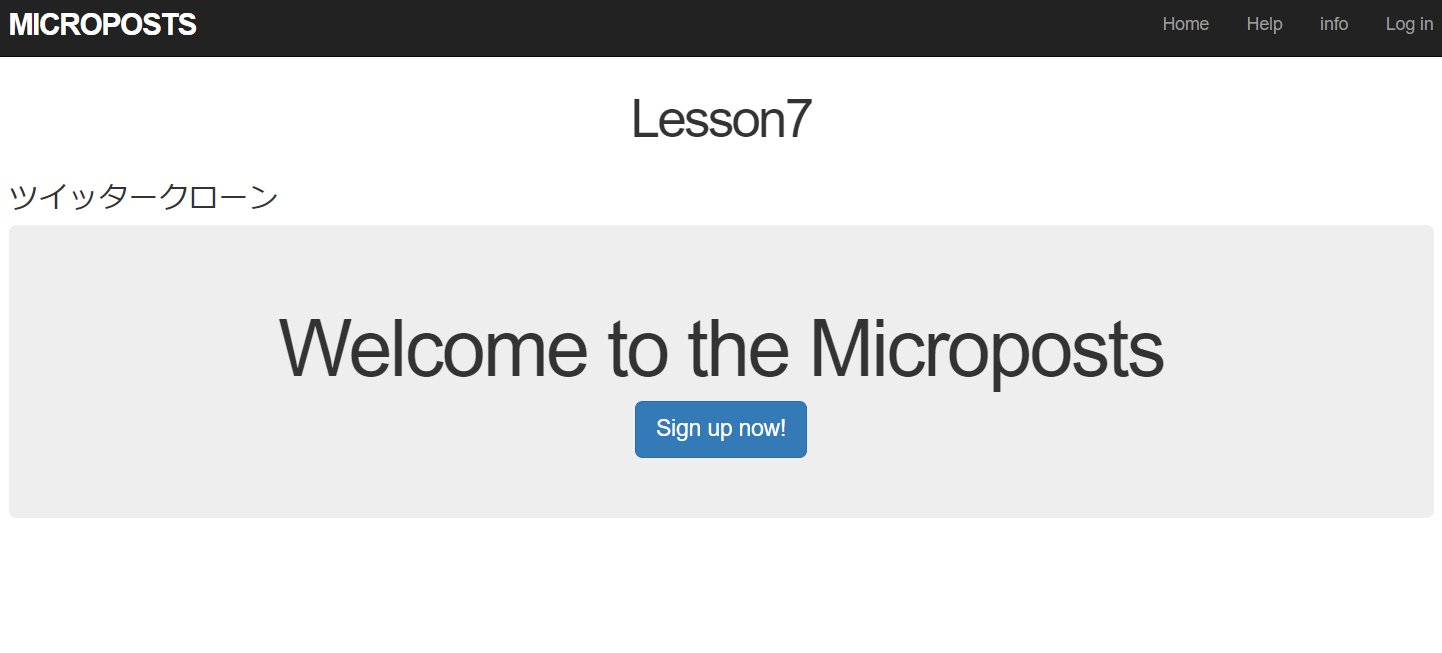 MICROPOSTS Home Help info Log in
Lesson7
ツイッタークローン
Welcome to the Microposts
Sign up now!